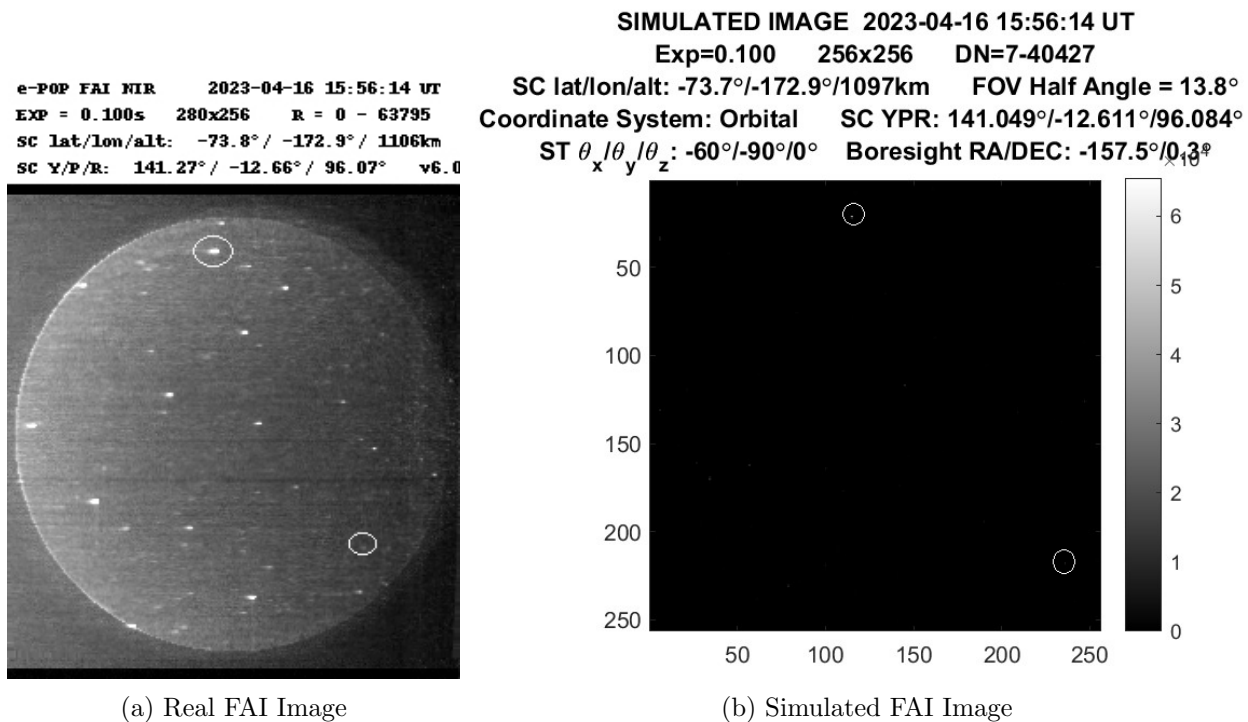 e-POP FAI NIR 2023-04-16 15:56:14 UT
EXP = 0.100s 280x256 R = 0 - 63795
SC lat/lon/alt: -73.8°/ -172.9°/ 1106km
SC Y/P/R: 141.27°/ -12.66°/ 96.07° v6.0
(a) Real FAI Image
SIMULATED IMAGE 2023-04-16 15:56:14 UT
Exp=0.100 256x256 DN=7-40427
SC lat/lon/alt: -73.7°/-172.9°/1097km FOV Half Angle = 13.8°
Coordinate System: Orbital SC YPR: 141.049°/-12.611°/96.084°
ST θx/θy/θz: -60°/-90°/0° Boresight RA/DEC: -157.5°/0.3°
×10⁴
50
100
150
200
250
50 100 150 200 250
6
5
4
3
2
1
0
(b) Simulated FAI Image